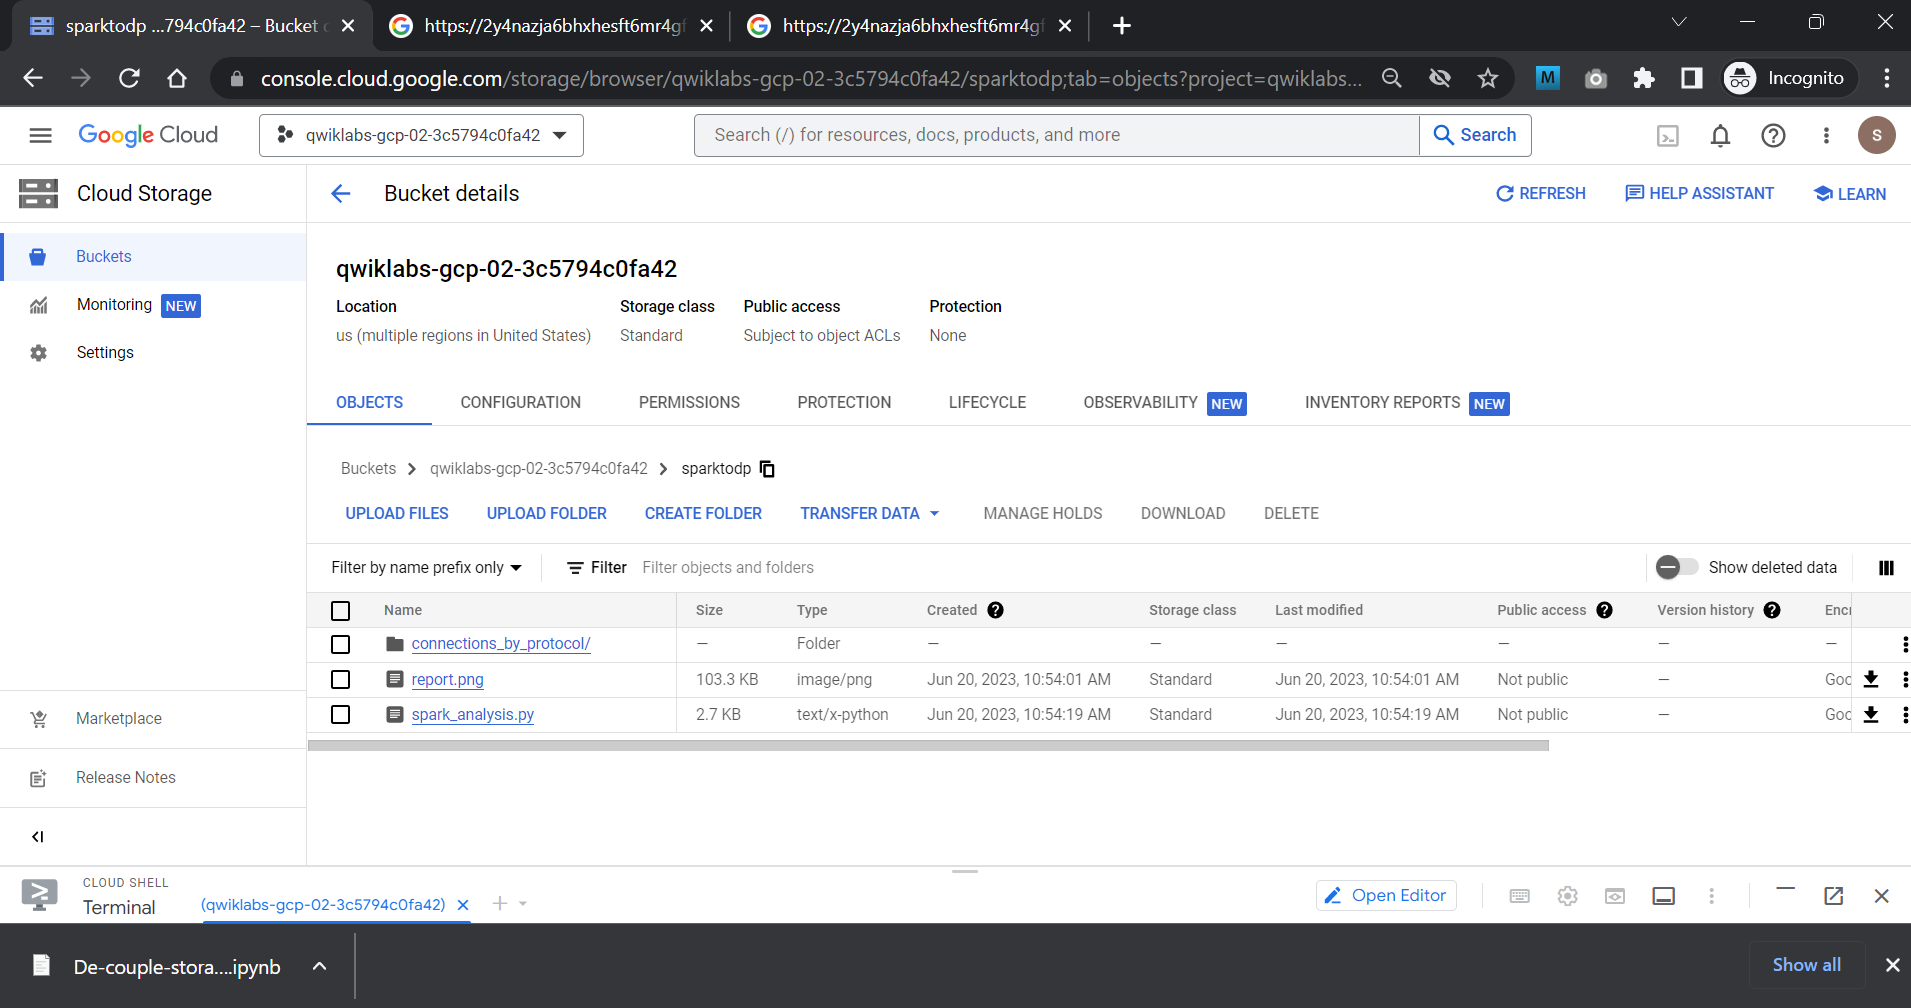 sparktodp ...794c0fa42 – Bucket
https://2y4nazja6bhxhesft6mr4gf
https://2y4nazja6bhxhesft6mr4gf
console.cloud.google.com/storage/browser/qwiklabs-gcp-02-3c5794c0fa42/sparktodp;tab=objects?project=qwiklabs...
M
Incognito
Google Cloud
qwiklabs-gcp-02-3c5794c0fa42
Search (/) for resources, docs, products, and more
Search
S
Cloud Storage
Bucket details
REFRESH
HELP ASSISTANT
LEARN
Buckets
Monitoring NEW
Settings
qwiklabs-gcp-02-3c5794c0fa42
Location Storage class Public access Protection
us (multiple regions in United States) Standard Subject to object ACLs None
OBJECTS CONFIGURATION PERMISSIONS PROTECTION LIFECYCLE OBSERVABILITY NEW INVENTORY REPORTS NEW
Buckets > qwiklabs-gcp-02-3c5794c0fa42 > sparktodp
UPLOAD FILES UPLOAD FOLDER CREATE FOLDER TRANSFER DATA MANAGE HOLDS DOWNLOAD DELETE
Filter by name prefix only Filter Filter objects and folders Show deleted data
Name Size Type Created Storage class Last modified Public access Version history Encr
connections_by_protocol/ — Folder — — — — — —
report.png 103.3 KB image/png Jun 20, 2023, 10:54:01 AM Standard Jun 20, 2023, 10:54:01 AM Not public — Goo
spark_analysis.py 2.7 KB text/x-python Jun 20, 2023, 10:54:19 AM Standard Jun 20, 2023, 10:54:19 AM Not public — Goo
Marketplace
Release Notes
CLOUD SHELL
Terminal
(qwiklabs-gcp-02-3c5794c0fa42)
Open Editor
De-couple-stora....ipynb
Show all